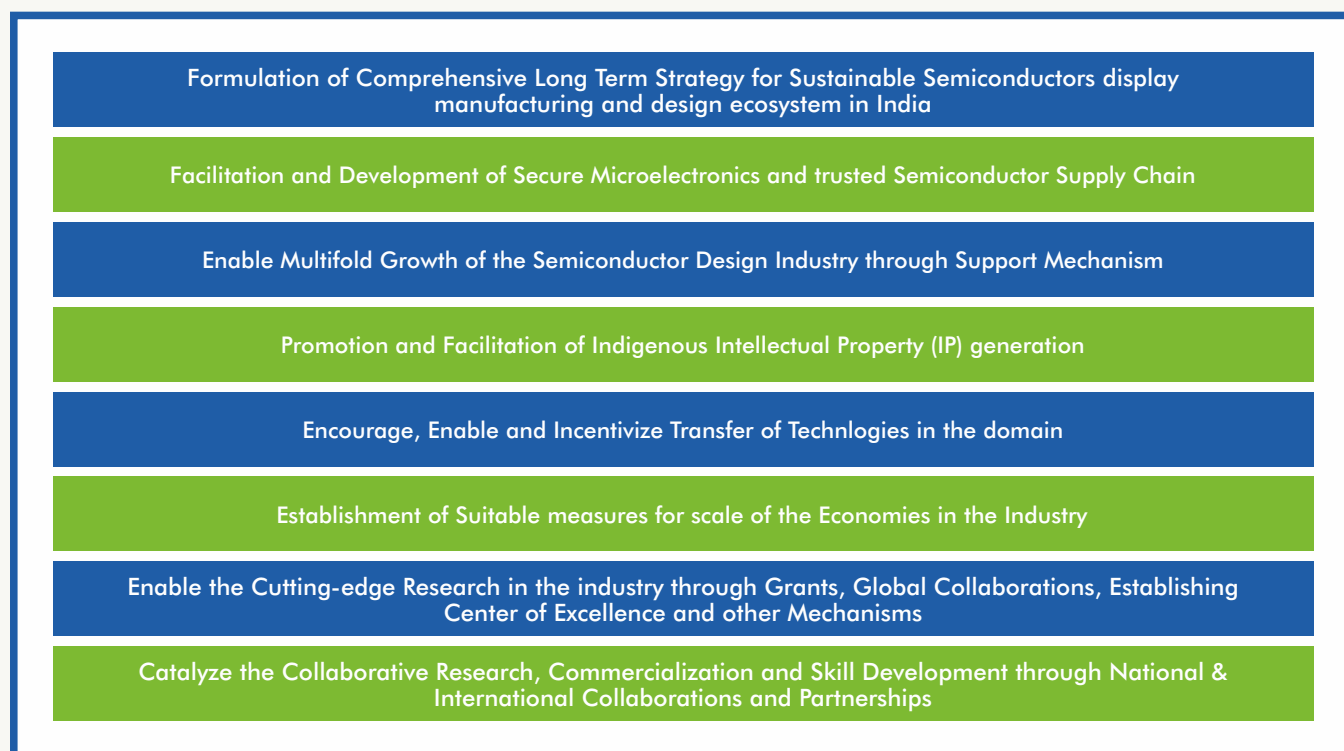 Formulation of Comprehensive Long Term Strategy for Sustainable Semiconductors display
manufacturing and design ecosystem in India
Facilitation and Development of Secure Microelectronics and trusted Semiconductor Supply Chain
Enable Multifold Growth of the Semiconductor Design Industry through Support Mechanism
Promotion and Facilitation of Indigenous Intellectual Property (IP) generation
Encourage, Enable and Incentivize Transfer of Technlogies in the domain
Establishment of Suitable measures for scale of the Economies in the Industry
Enable the Cutting-edge Research in the industry through Grants, Global Collaborations, Establishing
Center of Excellence and other Mechanisms
Catalyze the Collaborative Research, Commercialization and Skill Development through National &
International Collaborations and Partnerships